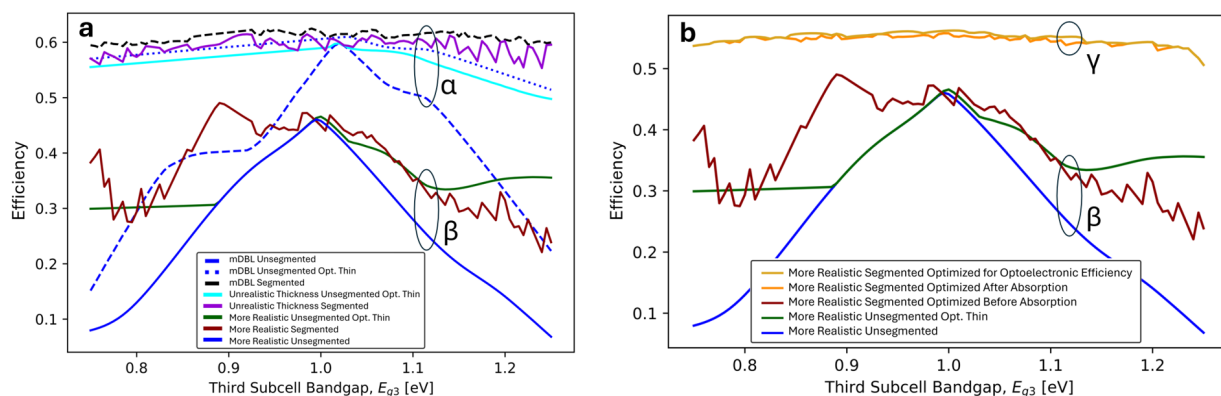 a
Efficiency
0.6
0.5
0.4
0.3
0.2
0.1
α
β
mDBL Unsegmented
mDBL Unsegmented Opt. Thin
mDBL Segmented
Unrealistic Thickness Unsegmented Opt. Thin
Unrealistic Thickness Segmented
More Realistic Unsegmented Opt. Thin
More Realistic Segmented
More Realistic Unsegmented
0.8 0.9 1.0 1.1 1.2
Third Subcell Bandgap, Eg3 [eV]
b
Efficiency
0.5
0.4
0.3
0.2
0.1
γ
β
More Realistic Segmented Optimized for Optoelectronic Efficiency
More Realistic Segmented Optimized After Absorption
More Realistic Segmented Optimized Before Absorption
More Realistic Unsegmented Opt. Thin
More Realistic Unsegmented
0.8 0.9 1.0 1.1 1.2
Third Subcell Bandgap, Eg3 [eV]